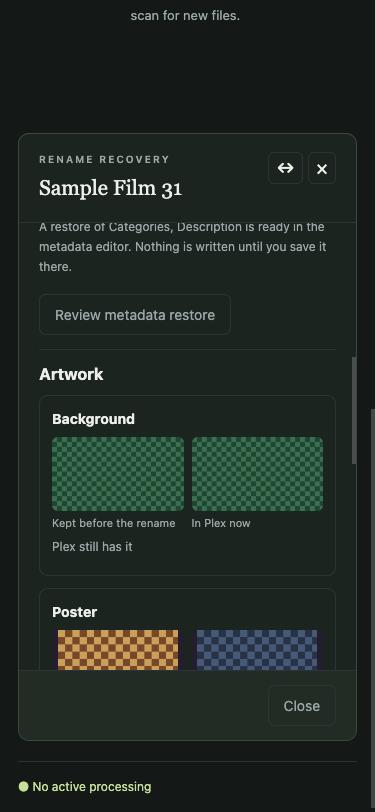 scan for new files.
RENAME RECOVERY
Sample Film 31
A restore of Categories, Description is ready in the
metadata editor. Nothing is written until you save it
there.
Review metadata restore
Artwork
Background
Kept before the rename
In Plex now
Plex still has it
Poster
Close
No active processing